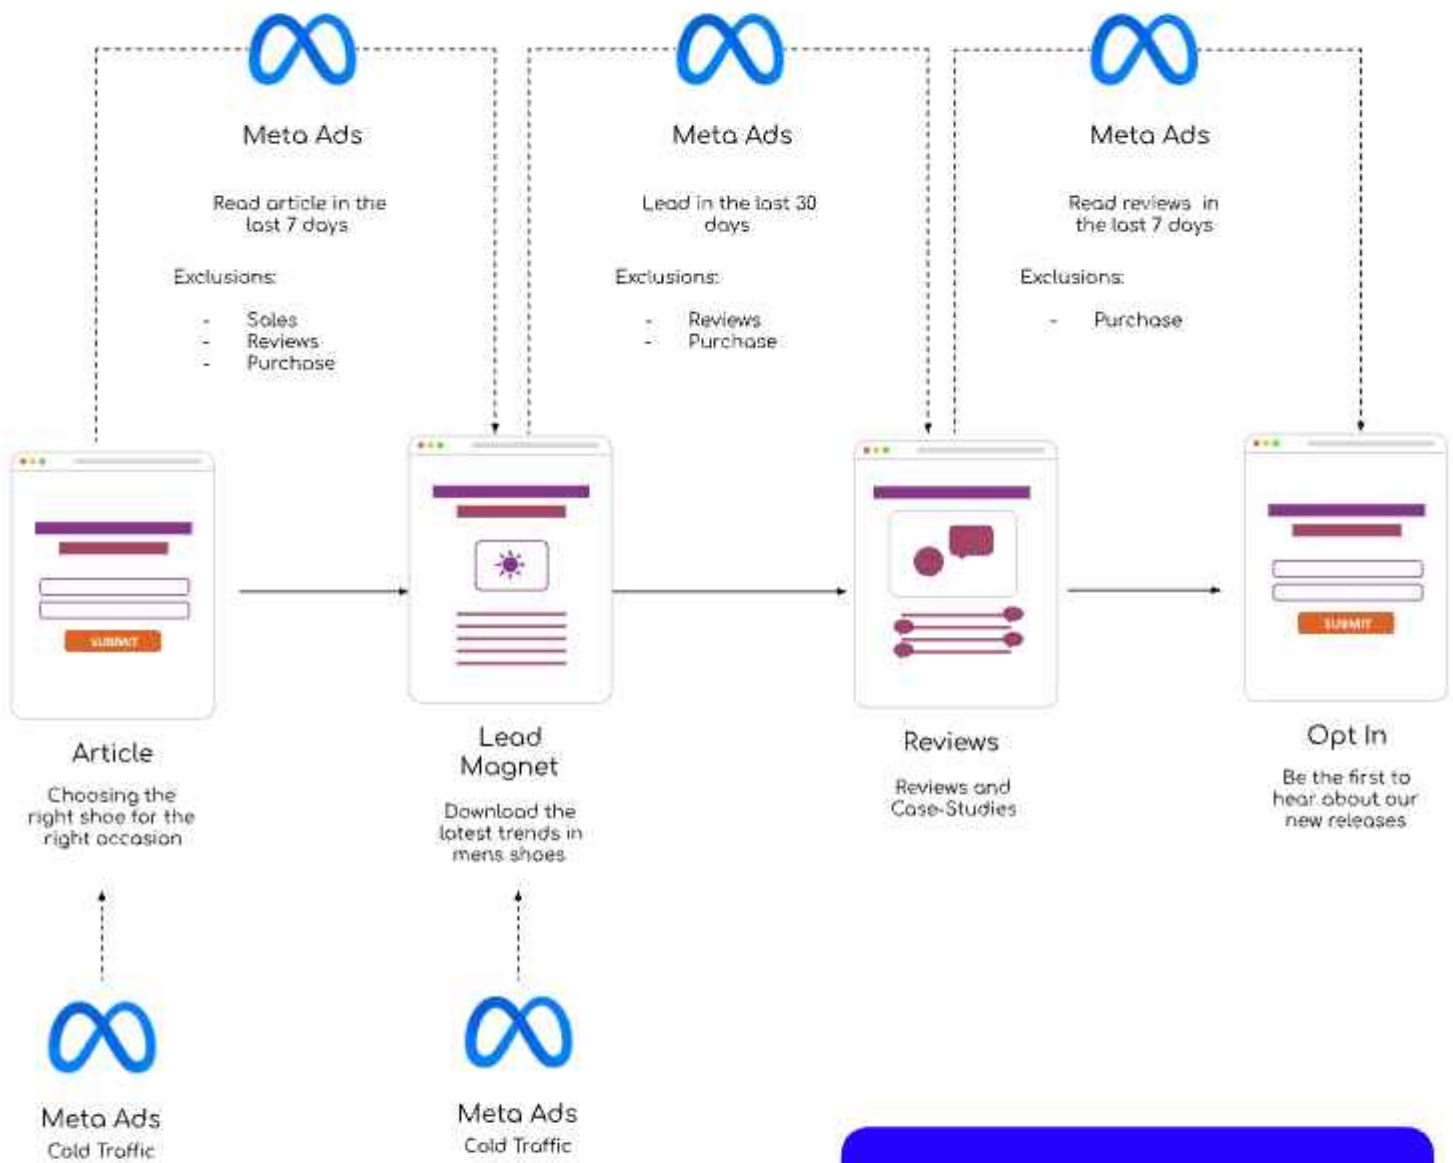 Meta Ads
Read article in the
last 7 days
Exclusions:
- Sales
- Reviews
- Purchase
Meta Ads
Lead in the last 30
days
Exclusions:
- Reviews
- Purchase
Meta Ads
Read reviews in
the last 7 days
Exclusions:
- Purchase
SUBMIT
Article
Choosing the
right shoe for the
right occasion
Lead
Magnet
Download the
latest trends in
mens shoes
Reviews
Reviews and
Case-Studies
SUBMIT
Opt In
Be the first to
hear about our
new releases
Meta Ads
Cold Traffic
Meta Ads
Cold Traffic